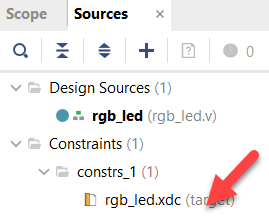 Scope Sources
0
Design Sources (1)
rgb_led (rgb_led.v)
Constraints (1)
constrs_1 (1)
rgb_led.xdc (target)